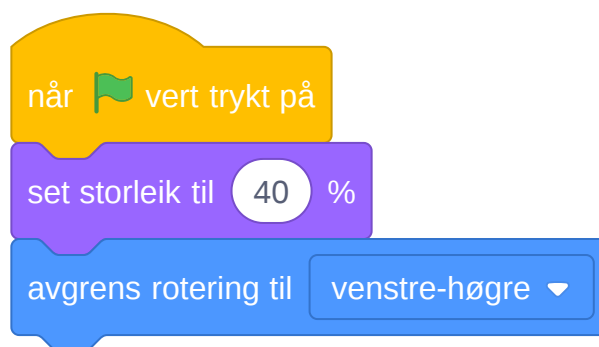 når vert trykt på
set storleik til 40 %
avgrens rotering til venstre-høgre